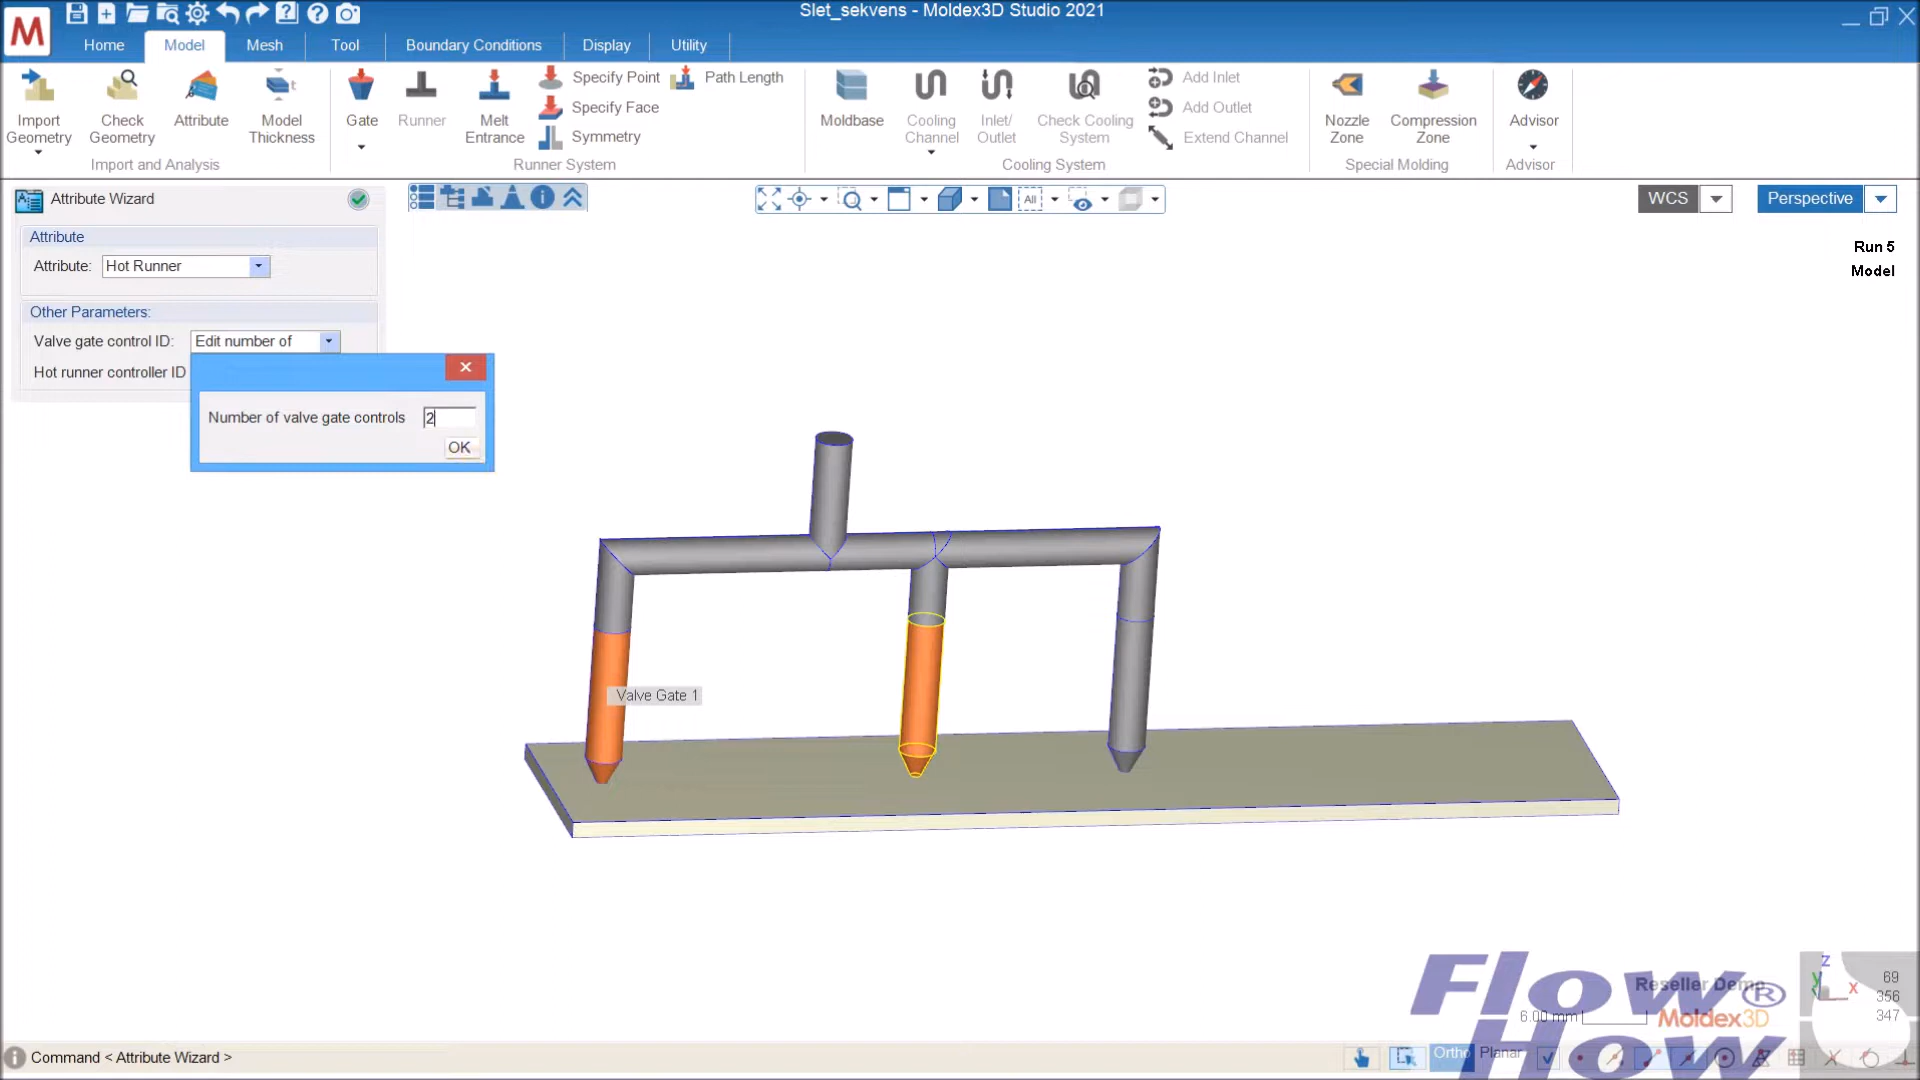 Slet_sekvens - Moldex3D Studio 2021
M
Home Model Mesh Tool Boundary Conditions Display Utility
Import Geometry
Check Geometry
Attribute
Model Thickness
Import and Analysis
Gate
Runner
Melt Entrance
Specify Point
Specify Face
Symmetry
Path Length
Runner System
Moldbase
Cooling Channel
Inlet/ Outlet
Check Cooling System
Add Inlet
Add Outlet
Extend Channel
Cooling System
Nozzle Zone
Compression Zone
Special Molding
Advisor
Advisor
Attribute Wizard
All
WCS
Perspective
Attribute
Attribute: Hot Runner
Run 5
Model
Other Parameters:
Valve gate control ID: Edit number of
Hot runner controller ID
Number of valve gate controls 2
OK
Valve Gate 1
Flow
How
®
Reseller Demo
6.00 mm
Moldex3D
Z
Y
X
69
356
347
Command < Attribute Wizard >
Ortho Planar